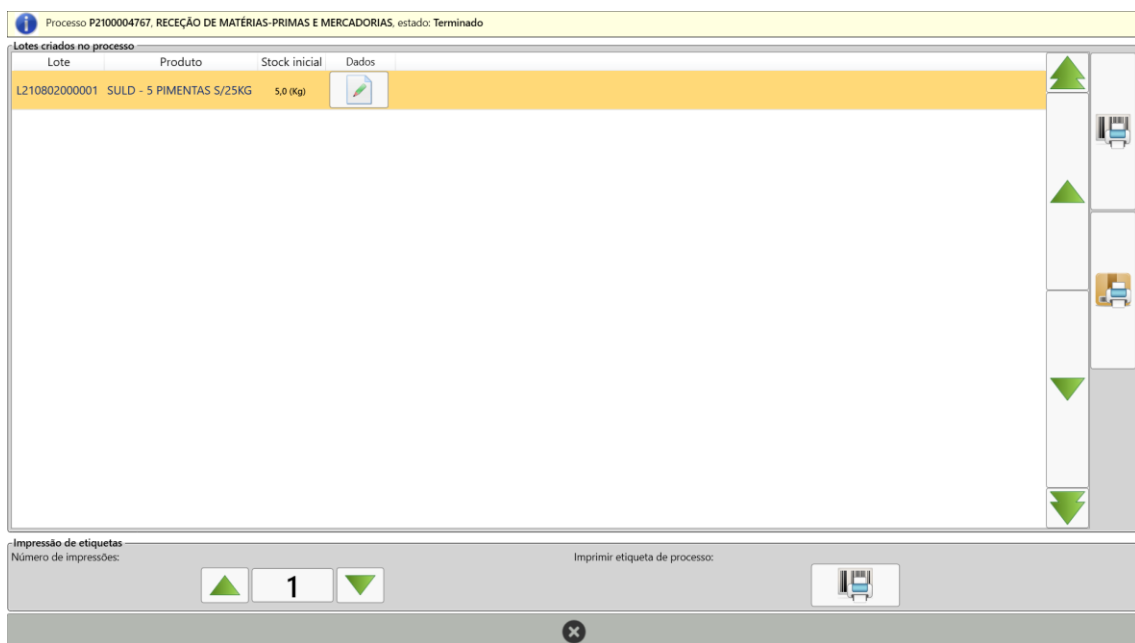 Processo P2100004767, RECEÇÃO DE MATÉRIAS-PRIMAS E MERCADORIAS, estado: Terminado
Lotes criados no processo
Lote Produto Stock inicial Dados
L210802000001 SULD - 5 PIMENTAS S/25KG 5,0 (Kg)
Impressão de etiquetas
Número de impressões: Imprimir etiqueta de processo:
1